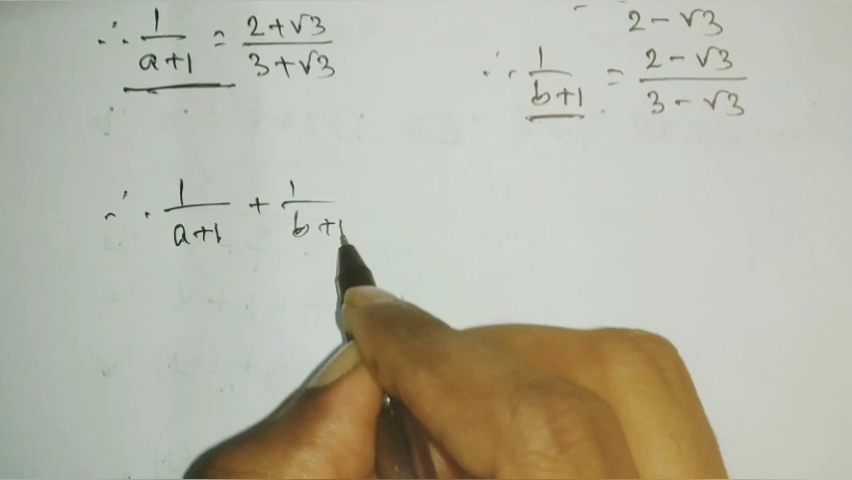 ∴ 1/(a+1) = (2+√3)/(3+√3)
2-√3
∴ 1/(b+1) = (2-√3)/(3-√3)
∴ 1/(a+1) + 1/(b+1)